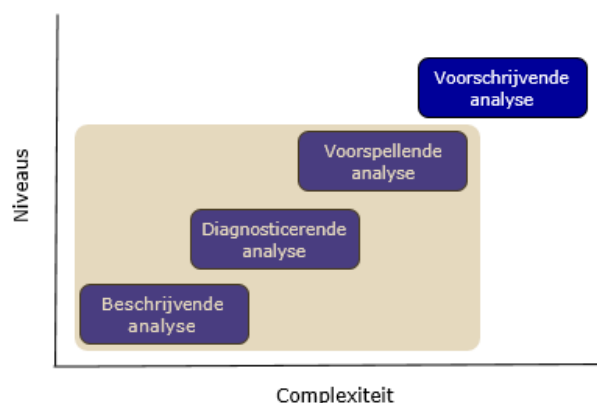 Voorschrijvende
analyse
Voorspellende
analyse
Niveaus
Diagnosticerende
analyse
Beschrijvende
analyse
Complexiteit